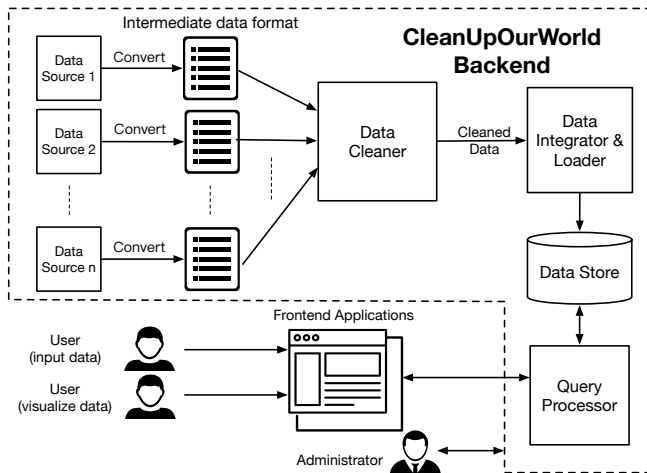 Intermediate data format
CleanUpOurWorld
Backend
Data
Source 1
Convert
Data
Source 2
Convert
Data
Cleaner
Cleaned
Data
Data
Integrator &
Loader
Data
Source n
Convert
Data Store
Frontend Applications
User
(input data)
User
(visualize data)
Query
Processor
Administrator